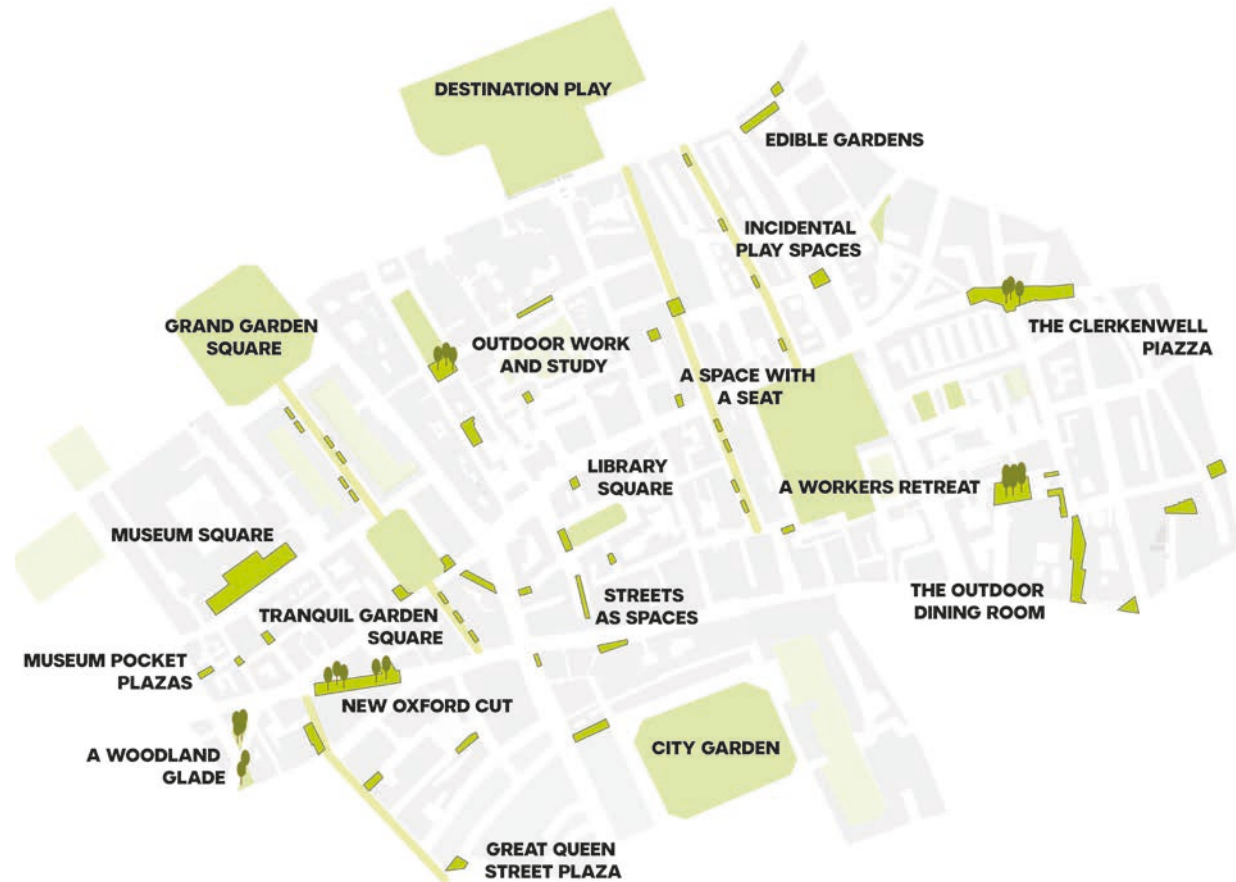 DESTINATION PLAY
EDIBLE GARDENS
INCIDENTAL
PLAY SPACES
GRAND GARDEN
SQUARE
OUTDOOR WORK
AND STUDY
THE CLERKENWELL
PIAZZA
A SPACE WITH
A SEAT
LIBRARY
SQUARE
A WORKERS RETREAT
MUSEUM SQUARE
STREETS
AS SPACES
THE OUTDOOR
DINING ROOM
TRANQUIL GARDEN
SQUARE
MUSEUM POCKET
PLAZAS
NEW OXFORD CUT
A WOODLAND
GLADE
CITY GARDEN
GREAT QUEEN
STREET PLAZA